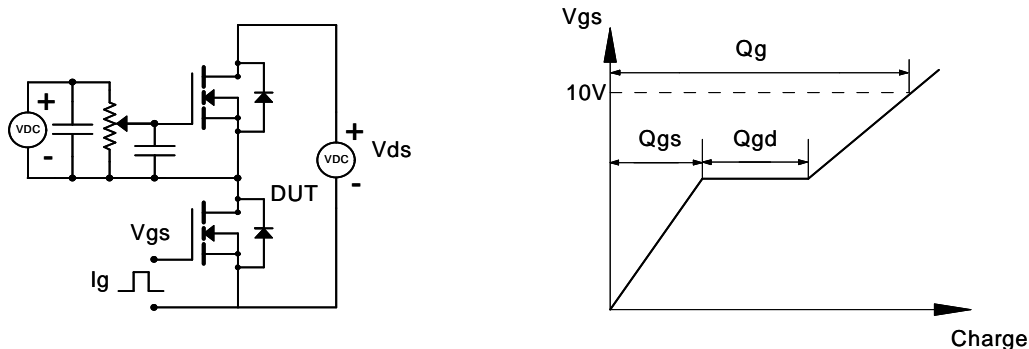 +
VDC
-
+
VDC
-
Vds
DUT
Vgs
Ig
Vgs
Qg
10V
Qgs
Qgd
Charge